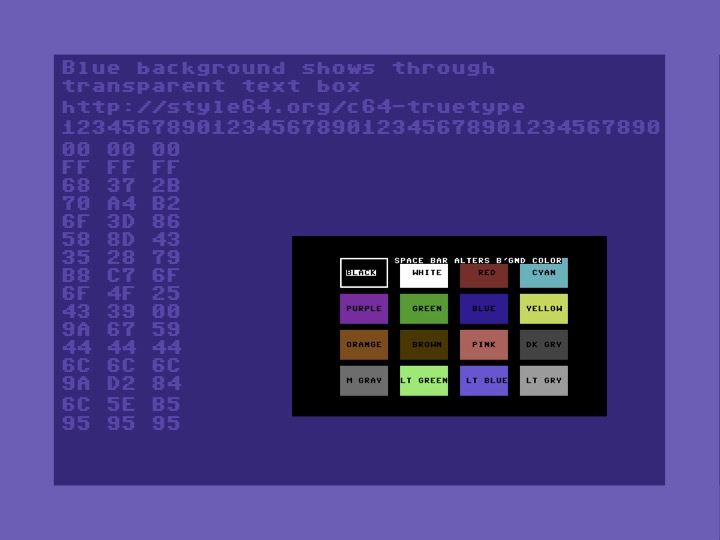 Blue background shows through
transparent text box
http://style64.org/c64-truetype
1234567890123456789012345678901234567890
00 00 00
FF FF FF
68 37 2B
70 A4 B2
6F 3D 86
58 8D 43
35 28 79
B8 C7 6F
6F 4F 25
43 39 00
9A 67 59
44 44 44
6C 6C 6C
9A D2 84
6C 5E B5
95 95 95
SPACE BAR ALTERS B'GND COLOR
BLACK WHITE RED CYAN
PURPLE GREEN BLUE YELLOW
ORANGE BROWN PINK DK GRY
M GRAY LT GREEN LT BLUE LT GRY